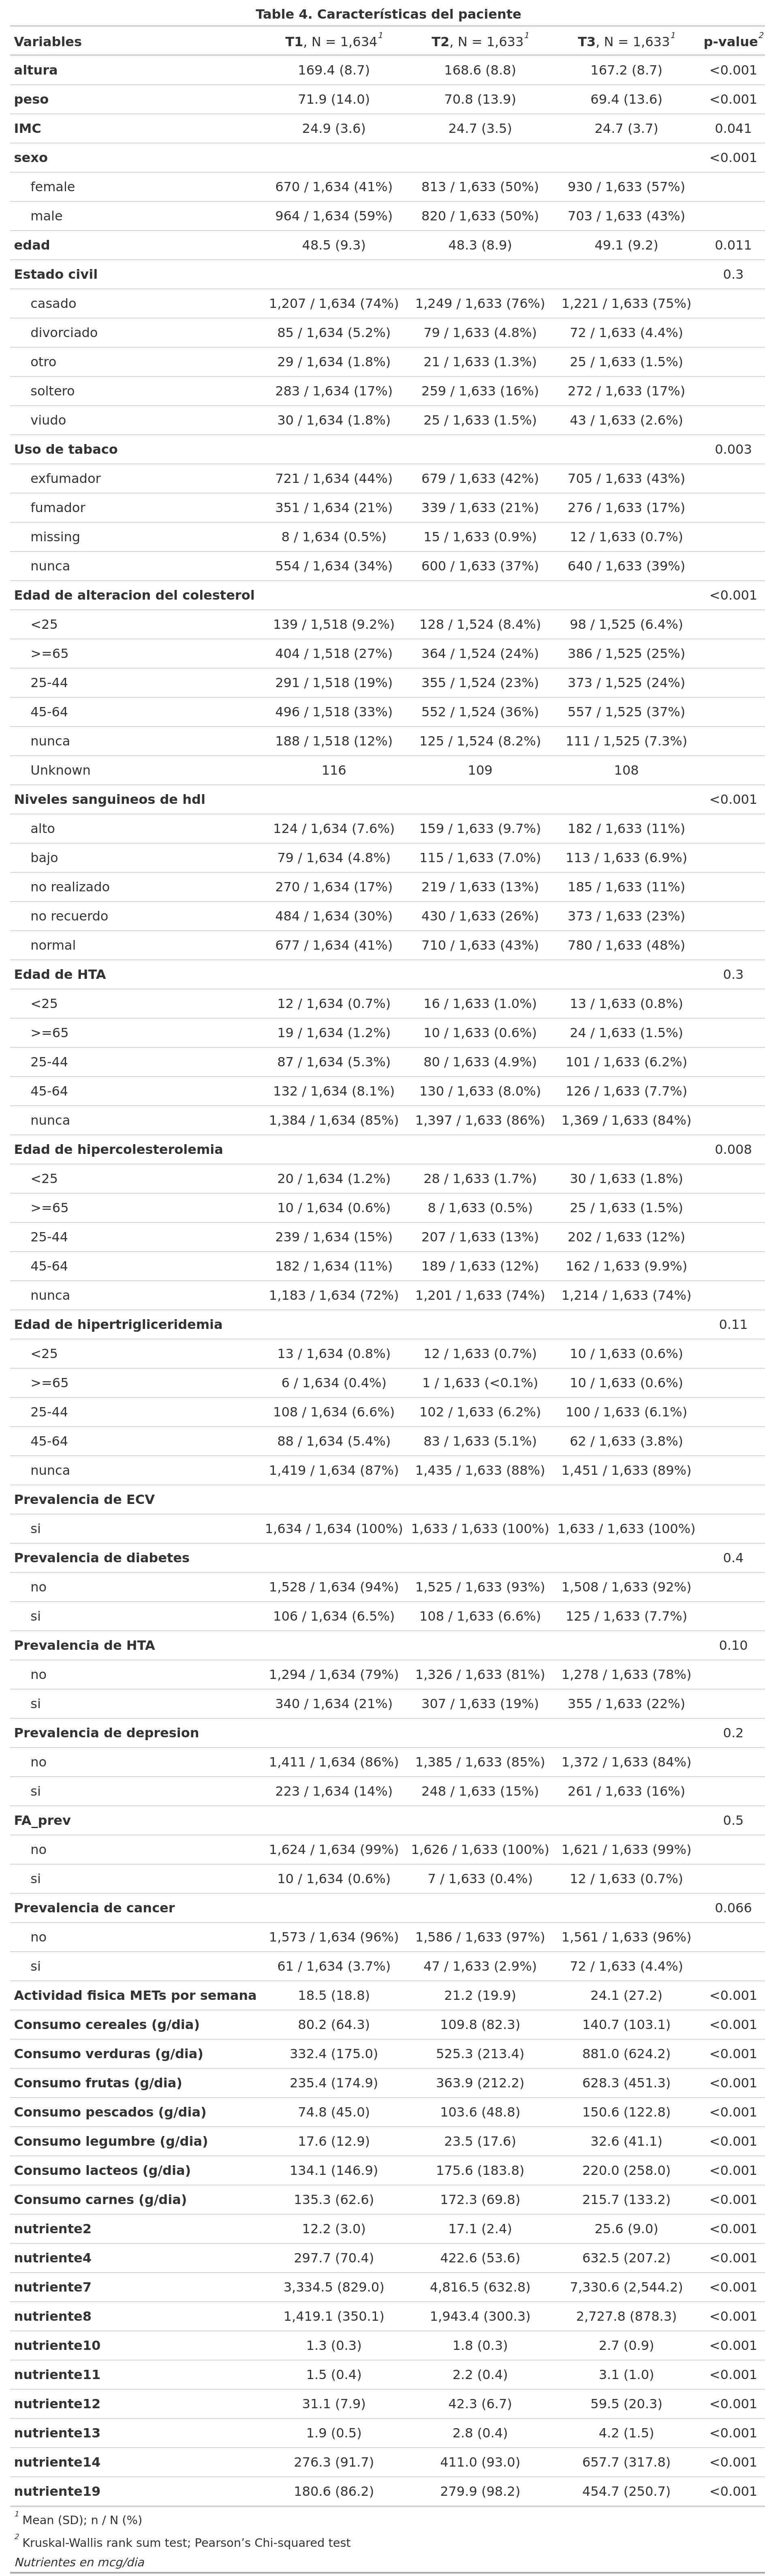 Table 4. Características del paciente
Variables T1, N = 1,634¹ T2, N = 1,633¹ T3, N = 1,633¹ p-value²
altura 169.4 (8.7) 168.6 (8.8) 167.2 (8.7) <0.001
peso 71.9 (14.0) 70.8 (13.9) 69.4 (13.6) <0.001
IMC 24.9 (3.6) 24.7 (3.5) 24.7 (3.7) 0.041
sexo <0.001
female 670 / 1,634 (41%) 813 / 1,633 (50%) 930 / 1,633 (57%)
male 964 / 1,634 (59%) 820 / 1,633 (50%) 703 / 1,633 (43%)
edad 48.5 (9.3) 48.3 (8.9) 49.1 (9.2) 0.011
Estado civil 0.3
casado 1,207 / 1,634 (74%) 1,249 / 1,633 (76%) 1,221 / 1,633 (75%)
divorciado 85 / 1,634 (5.2%) 79 / 1,633 (4.8%) 72 / 1,633 (4.4%)
otro 29 / 1,634 (1.8%) 21 / 1,633 (1.3%) 25 / 1,633 (1.5%)
soltero 283 / 1,634 (17%) 259 / 1,633 (16%) 272 / 1,633 (17%)
viudo 30 / 1,634 (1.8%) 25 / 1,633 (1.5%) 43 / 1,633 (2.6%)
Uso de tabaco 0.003
exfumador 721 / 1,634 (44%) 679 / 1,633 (42%) 705 / 1,633 (43%)
fumador 351 / 1,634 (21%) 339 / 1,633 (21%) 276 / 1,633 (17%)
missing 8 / 1,634 (0.5%) 15 / 1,633 (0.9%) 12 / 1,633 (0.7%)
nunca 554 / 1,634 (34%) 600 / 1,633 (37%) 640 / 1,633 (39%)
Edad de alteracion del colesterol <0.001
<25 139 / 1,518 (9.2%) 128 / 1,524 (8.4%) 98 / 1,525 (6.4%)
>=65 404 / 1,518 (27%) 364 / 1,524 (24%) 386 / 1,525 (25%)
25-44 291 / 1,518 (19%) 355 / 1,524 (23%) 373 / 1,525 (24%)
45-64 496 / 1,518 (33%) 552 / 1,524 (36%) 557 / 1,525 (37%)
nunca 188 / 1,518 (12%) 125 / 1,524 (8.2%) 111 / 1,525 (7.3%)
Unknown 116 109 108
Niveles sanguineos de hdl <0.001
alto 124 / 1,634 (7.6%) 159 / 1,633 (9.7%) 182 / 1,633 (11%)
bajo 79 / 1,634 (4.8%) 115 / 1,633 (7.0%) 113 / 1,633 (6.9%)
no realizado 270 / 1,634 (17%) 219 / 1,633 (13%) 185 / 1,633 (11%)
no recuerdo 484 / 1,634 (30%) 430 / 1,633 (26%) 373 / 1,633 (23%)
normal 677 / 1,634 (41%) 710 / 1,633 (43%) 780 / 1,633 (48%)
Edad de HTA 0.3
<25 12 / 1,634 (0.7%) 16 / 1,633 (1.0%) 13 / 1,633 (0.8%)
>=65 19 / 1,634 (1.2%) 10 / 1,633 (0.6%) 24 / 1,633 (1.5%)
25-44 87 / 1,634 (5.3%) 80 / 1,633 (4.9%) 101 / 1,633 (6.2%)
45-64 132 / 1,634 (8.1%) 130 / 1,633 (8.0%) 126 / 1,633 (7.7%)
nunca 1,384 / 1,634 (85%) 1,397 / 1,633 (86%) 1,369 / 1,633 (84%)
Edad de hipercolesterolemia 0.008
<25 20 / 1,634 (1.2%) 28 / 1,633 (1.7%) 30 / 1,633 (1.8%)
>=65 10 / 1,634 (0.6%) 8 / 1,633 (0.5%) 25 / 1,633 (1.5%)
25-44 239 / 1,634 (15%) 207 / 1,633 (13%) 202 / 1,633 (12%)
45-64 182 / 1,634 (11%) 189 / 1,633 (12%) 162 / 1,633 (9.9%)
nunca 1,183 / 1,634 (72%) 1,201 / 1,633 (74%) 1,214 / 1,633 (74%)
Edad de hipertrigliceridemia 0.11
<25 13 / 1,634 (0.8%) 12 / 1,633 (0.7%) 10 / 1,633 (0.6%)
>=65 6 / 1,634 (0.4%) 1 / 1,633 (<0.1%) 10 / 1,633 (0.6%)
25-44 108 / 1,634 (6.6%) 102 / 1,633 (6.2%) 100 / 1,633 (6.1%)
45-64 88 / 1,634 (5.4%) 83 / 1,633 (5.1%) 62 / 1,633 (3.8%)
nunca 1,419 / 1,634 (87%) 1,435 / 1,633 (88%) 1,451 / 1,633 (89%)
Prevalencia de ECV
si 1,634 / 1,634 (100%) 1,633 / 1,633 (100%) 1,633 / 1,633 (100%)
Prevalencia de diabetes 0.4
no 1,528 / 1,634 (94%) 1,525 / 1,633 (93%) 1,508 / 1,633 (92%)
si 106 / 1,634 (6.5%) 108 / 1,633 (6.6%) 125 / 1,633 (7.7%)
Prevalencia de HTA 0.10
no 1,294 / 1,634 (79%) 1,326 / 1,633 (81%) 1,278 / 1,633 (78%)
si 340 / 1,634 (21%) 307 / 1,633 (19%) 355 / 1,633 (22%)
Prevalencia de depresion 0.2
no 1,411 / 1,634 (86%) 1,385 / 1,633 (85%) 1,372 / 1,633 (84%)
si 223 / 1,634 (14%) 248 / 1,633 (15%) 261 / 1,633 (16%)
FA_prev 0.5
no 1,624 / 1,634 (99%) 1,626 / 1,633 (100%) 1,621 / 1,633 (99%)
si 10 / 1,634 (0.6%) 7 / 1,633 (0.4%) 12 / 1,633 (0.7%)
Prevalencia de cancer 0.066
no 1,573 / 1,634 (96%) 1,586 / 1,633 (97%) 1,561 / 1,633 (96%)
si 61 / 1,634 (3.7%) 47 / 1,633 (2.9%) 72 / 1,633 (4.4%)
Actividad fisica METs por semana 18.5 (18.8) 21.2 (19.9) 24.1 (27.2) <0.001
Consumo cereales (g/dia) 80.2 (64.3) 109.8 (82.3) 140.7 (103.1) <0.001
Consumo verduras (g/dia) 332.4 (175.0) 525.3 (213.4) 881.0 (624.2) <0.001
Consumo frutas (g/dia) 235.4 (174.9) 363.9 (212.2) 628.3 (451.3) <0.001
Consumo pescados (g/dia) 74.8 (45.0) 103.6 (48.8) 150.6 (122.8) <0.001
Consumo legumbre (g/dia) 17.6 (12.9) 23.5 (17.6) 32.6 (41.1) <0.001
Consumo lacteos (g/dia) 134.1 (146.9) 175.6 (183.8) 220.0 (258.0) <0.001
Consumo carnes (g/dia) 135.3 (62.6) 172.3 (69.8) 215.7 (133.2) <0.001
nutriente2 12.2 (3.0) 17.1 (2.4) 25.6 (9.0) <0.001
nutriente4 297.7 (70.4) 422.6 (53.6) 632.5 (207.2) <0.001
nutriente7 3,334.5 (829.0) 4,816.5 (632.8) 7,330.6 (2,544.2) <0.001
nutriente8 1,419.1 (350.1) 1,943.4 (300.3) 2,727.8 (878.3) <0.001
nutriente10 1.3 (0.3) 1.8 (0.3) 2.7 (0.9) <0.001
nutriente11 1.5 (0.4) 2.2 (0.4) 3.1 (1.0) <0.001
nutriente12 31.1 (7.9) 42.3 (6.7) 59.5 (20.3) <0.001
nutriente13 1.9 (0.5) 2.8 (0.4) 4.2 (1.5) <0.001
nutriente14 276.3 (91.7) 411.0 (93.0) 657.7 (317.8) <0.001
nutriente19 180.6 (86.2) 279.9 (98.2) 454.7 (250.7) <0.001
¹ Mean (SD); n / N (%)
² Kruskal-Wallis rank sum test; Pearson’s Chi-squared test
Nutrientes en mcg/dia